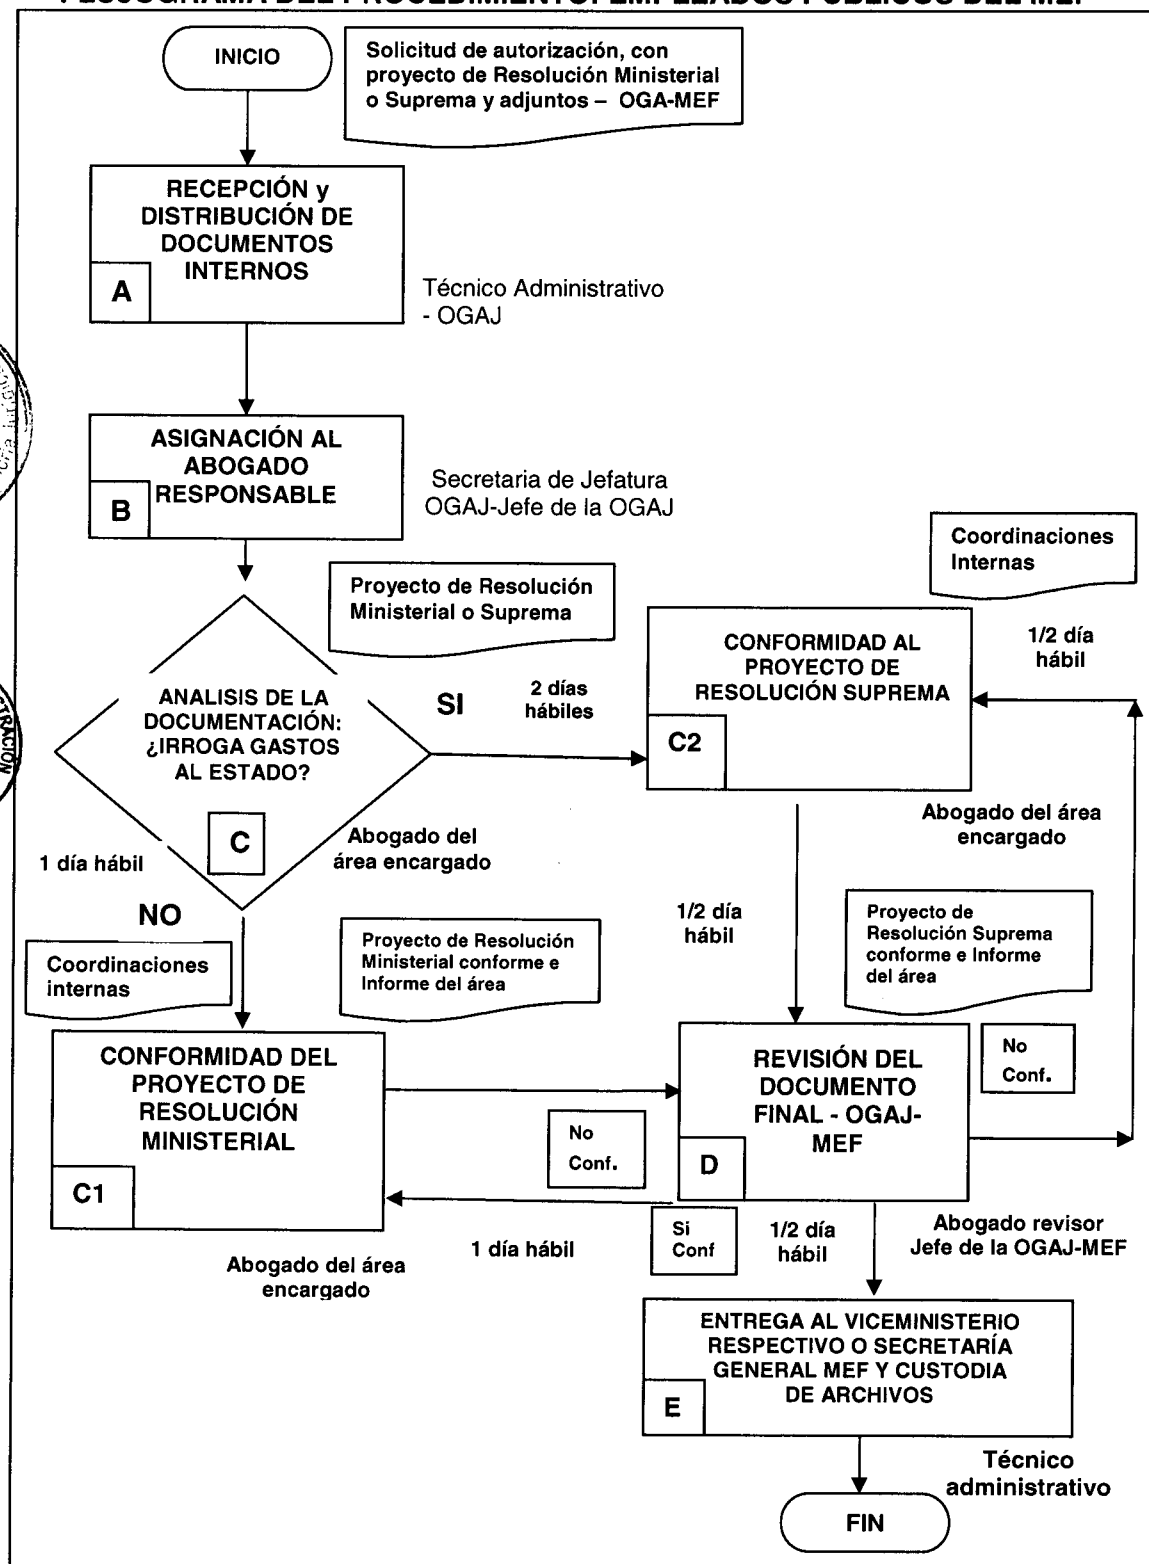 FLUJOGRAMA DEL PROCEDIMIENTO: EMPLEADOS PÚBLICOS DEL MEF
INICIO
Solicitud de autorización, con
proyecto de Resolución Ministerial
o Suprema y adjuntos – OGA-MEF
RECEPCIÓN y
DISTRIBUCIÓN DE
DOCUMENTOS
INTERNOS
A
Técnico Administrativo
- OGAJ
ASIGNACIÓN AL
ABOGADO
RESPONSABLE
B
Secretaria de Jefatura
OGAJ-Jefe de la OGAJ
Proyecto de Resolución
Ministerial o Suprema
Coordinaciones
Internas
1/2 día
hábil
CONFORMIDAD AL
PROYECTO DE
RESOLUCIÓN SUPREMA
C2
ANALISIS DE LA
DOCUMENTACIÓN:
¿IRROGA GASTOS
AL ESTADO?
C
SI
2 días
hábiles
Abogado del
área encargado
1 día hábil
NO
Abogado del área
encargado
1/2 día
hábil
Proyecto de
Resolución Suprema
conforme e Informe
del área
Coordinaciones
internas
Proyecto de Resolución
Ministerial conforme e
Informe del área
CONFORMIDAD DEL
PROYECTO DE
RESOLUCIÓN
MINISTERIAL
C1
REVISIÓN DEL
DOCUMENTO
FINAL - OGAJ-
MEF
D
No
Conf.
No
Conf.
Si
Conf
1/2 día
hábil
1 día hábil
Abogado del área
encargado
Abogado revisor
Jefe de la OGAJ-MEF
ENTREGA AL VICEMINISTERIO
RESPECTIVO O SECRETARÍA
GENERAL MEF Y CUSTODIA
DE ARCHIVOS
E
Técnico
administrativo
FIN